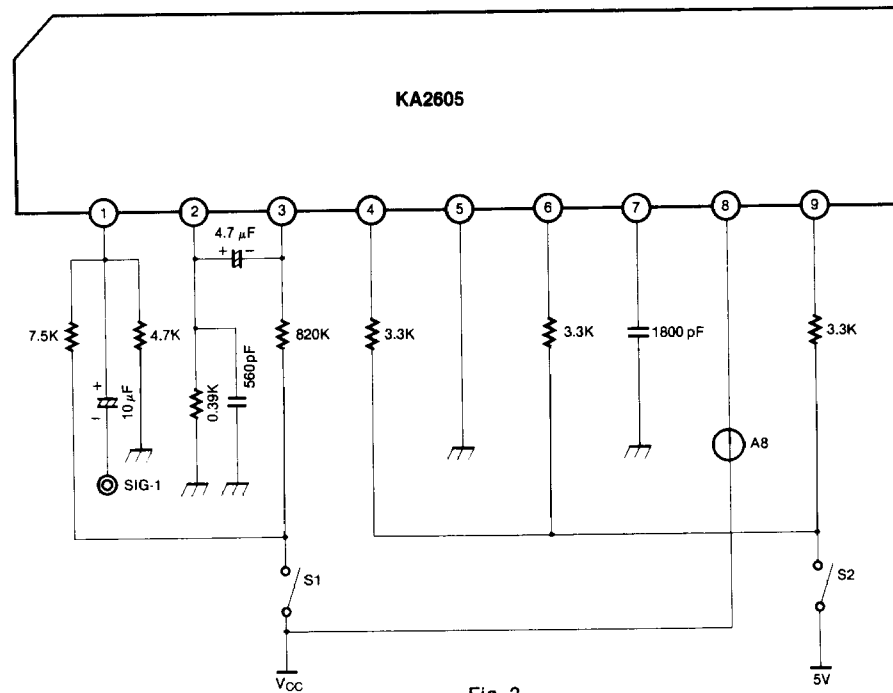 KA2605
1 2 3 4 5 6 7 8 9
4.7 μF
+ −
7.5K
4.7K
820K
3.3K
3.3K
1800 pF
3.3K
+
10 μF
−
0.39K
560pF
A8
SIG-1
S1
S2
VCC
5V
Fig. 2